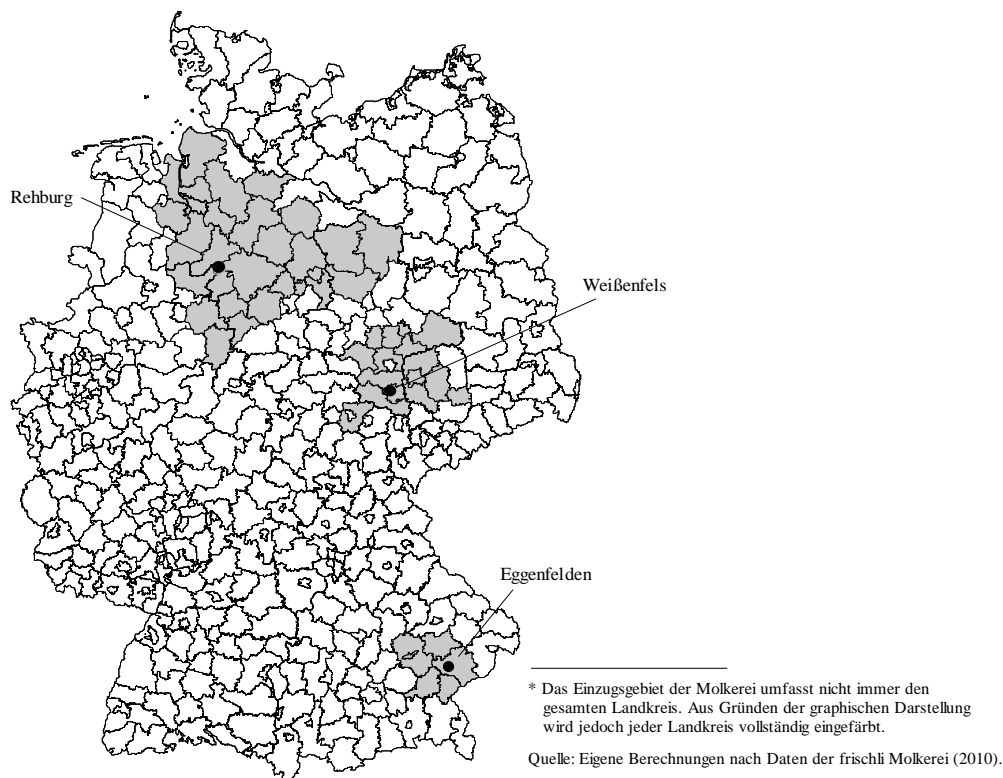 Rehburg
Weißenfels
Eggenfelden
* Das Einzugsgebiet der Molkerei umfasst nicht immer den
gesamten Landkreis. Aus Gründen der graphischen Darstellung
wird jedoch jeder Landkreis vollständig eingefärbt.
Quelle: Eigene Berechnungen nach Daten der frischli Molkerei (2010).